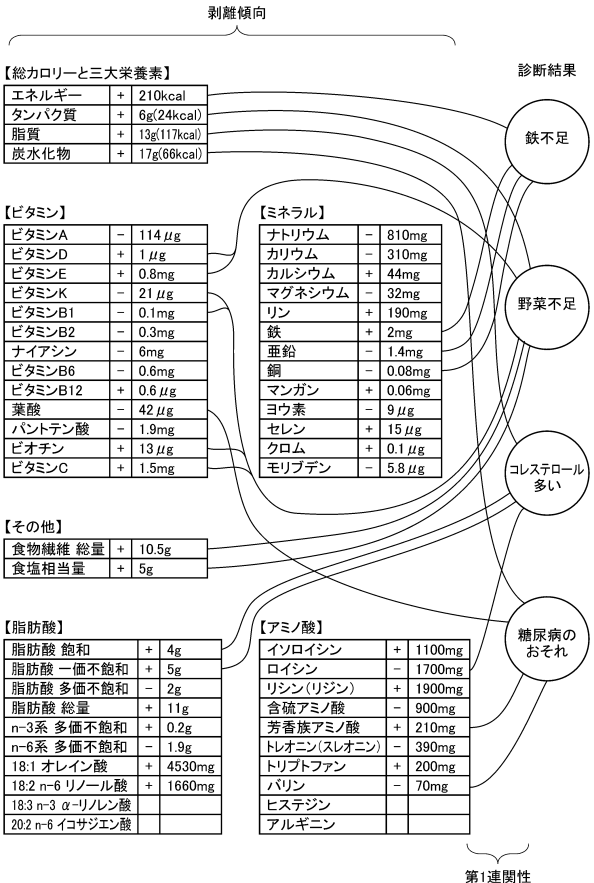 剥離傾向
【総カロリーと三大栄養素】
診断結果
エネルギー + 210kcal
タンパク質 + 6g(24kcal)
脂質 + 13g(117kcal)
炭水化物 + 17g(66kcal)
鉄不足
【ビタミン】
ビタミンA - 114μg
ビタミンD + 1μg
ビタミンE + 0.8mg
ビタミンK - 21μg
ビタミンB1 - 0.1mg
ビタミンB2 - 0.3mg
ナイアシン - 6mg
ビタミンB6 - 0.6mg
ビタミンB12 + 0.6μg
葉酸 - 42μg
パントテン酸 - 1.9mg
ビオチン + 13μg
ビタミンC + 1.5mg
【ミネラル】
ナトリウム - 810mg
カリウム - 310mg
カルシウム + 44mg
マグネシウム - 32mg
リン + 190mg
鉄 + 2mg
亜鉛 - 1.4mg
銅 - 0.08mg
マンガン + 0.06mg
ヨウ素 - 9μg
セレン + 15μg
クロム + 0.1μg
モリブデン - 5.8μg
野菜不足
コレステロール
多い
【その他】
食物繊維 総量 + 10.5g
食塩相当量 + 5g
【脂肪酸】
脂肪酸 飽和 + 4g
脂肪酸 一価不飽和 + 5g
脂肪酸 多価不飽和 - 2g
脂肪酸 総量 + 11g
n-3系 多価不飽和 + 0.2g
n-6系 多価不飽和 - 1.9g
18:1 オレイン酸 + 4530mg
18:2 n-6 リノール酸 + 1660mg
18:3 n-3 α-リノレン酸
20:2 n-6 イコサジエン酸
【アミノ酸】
イソロイシン + 1100mg
ロイシン - 1700mg
リシン(リジン) + 1900mg
含硫アミノ酸 - 900mg
芳香族アミノ酸 + 210mg
トレオニン(スレオニン) - 390mg
トリプトファン + 200mg
バリン - 70mg
ヒステジン
アルギニン
糖尿病の
おそれ
第1連関性